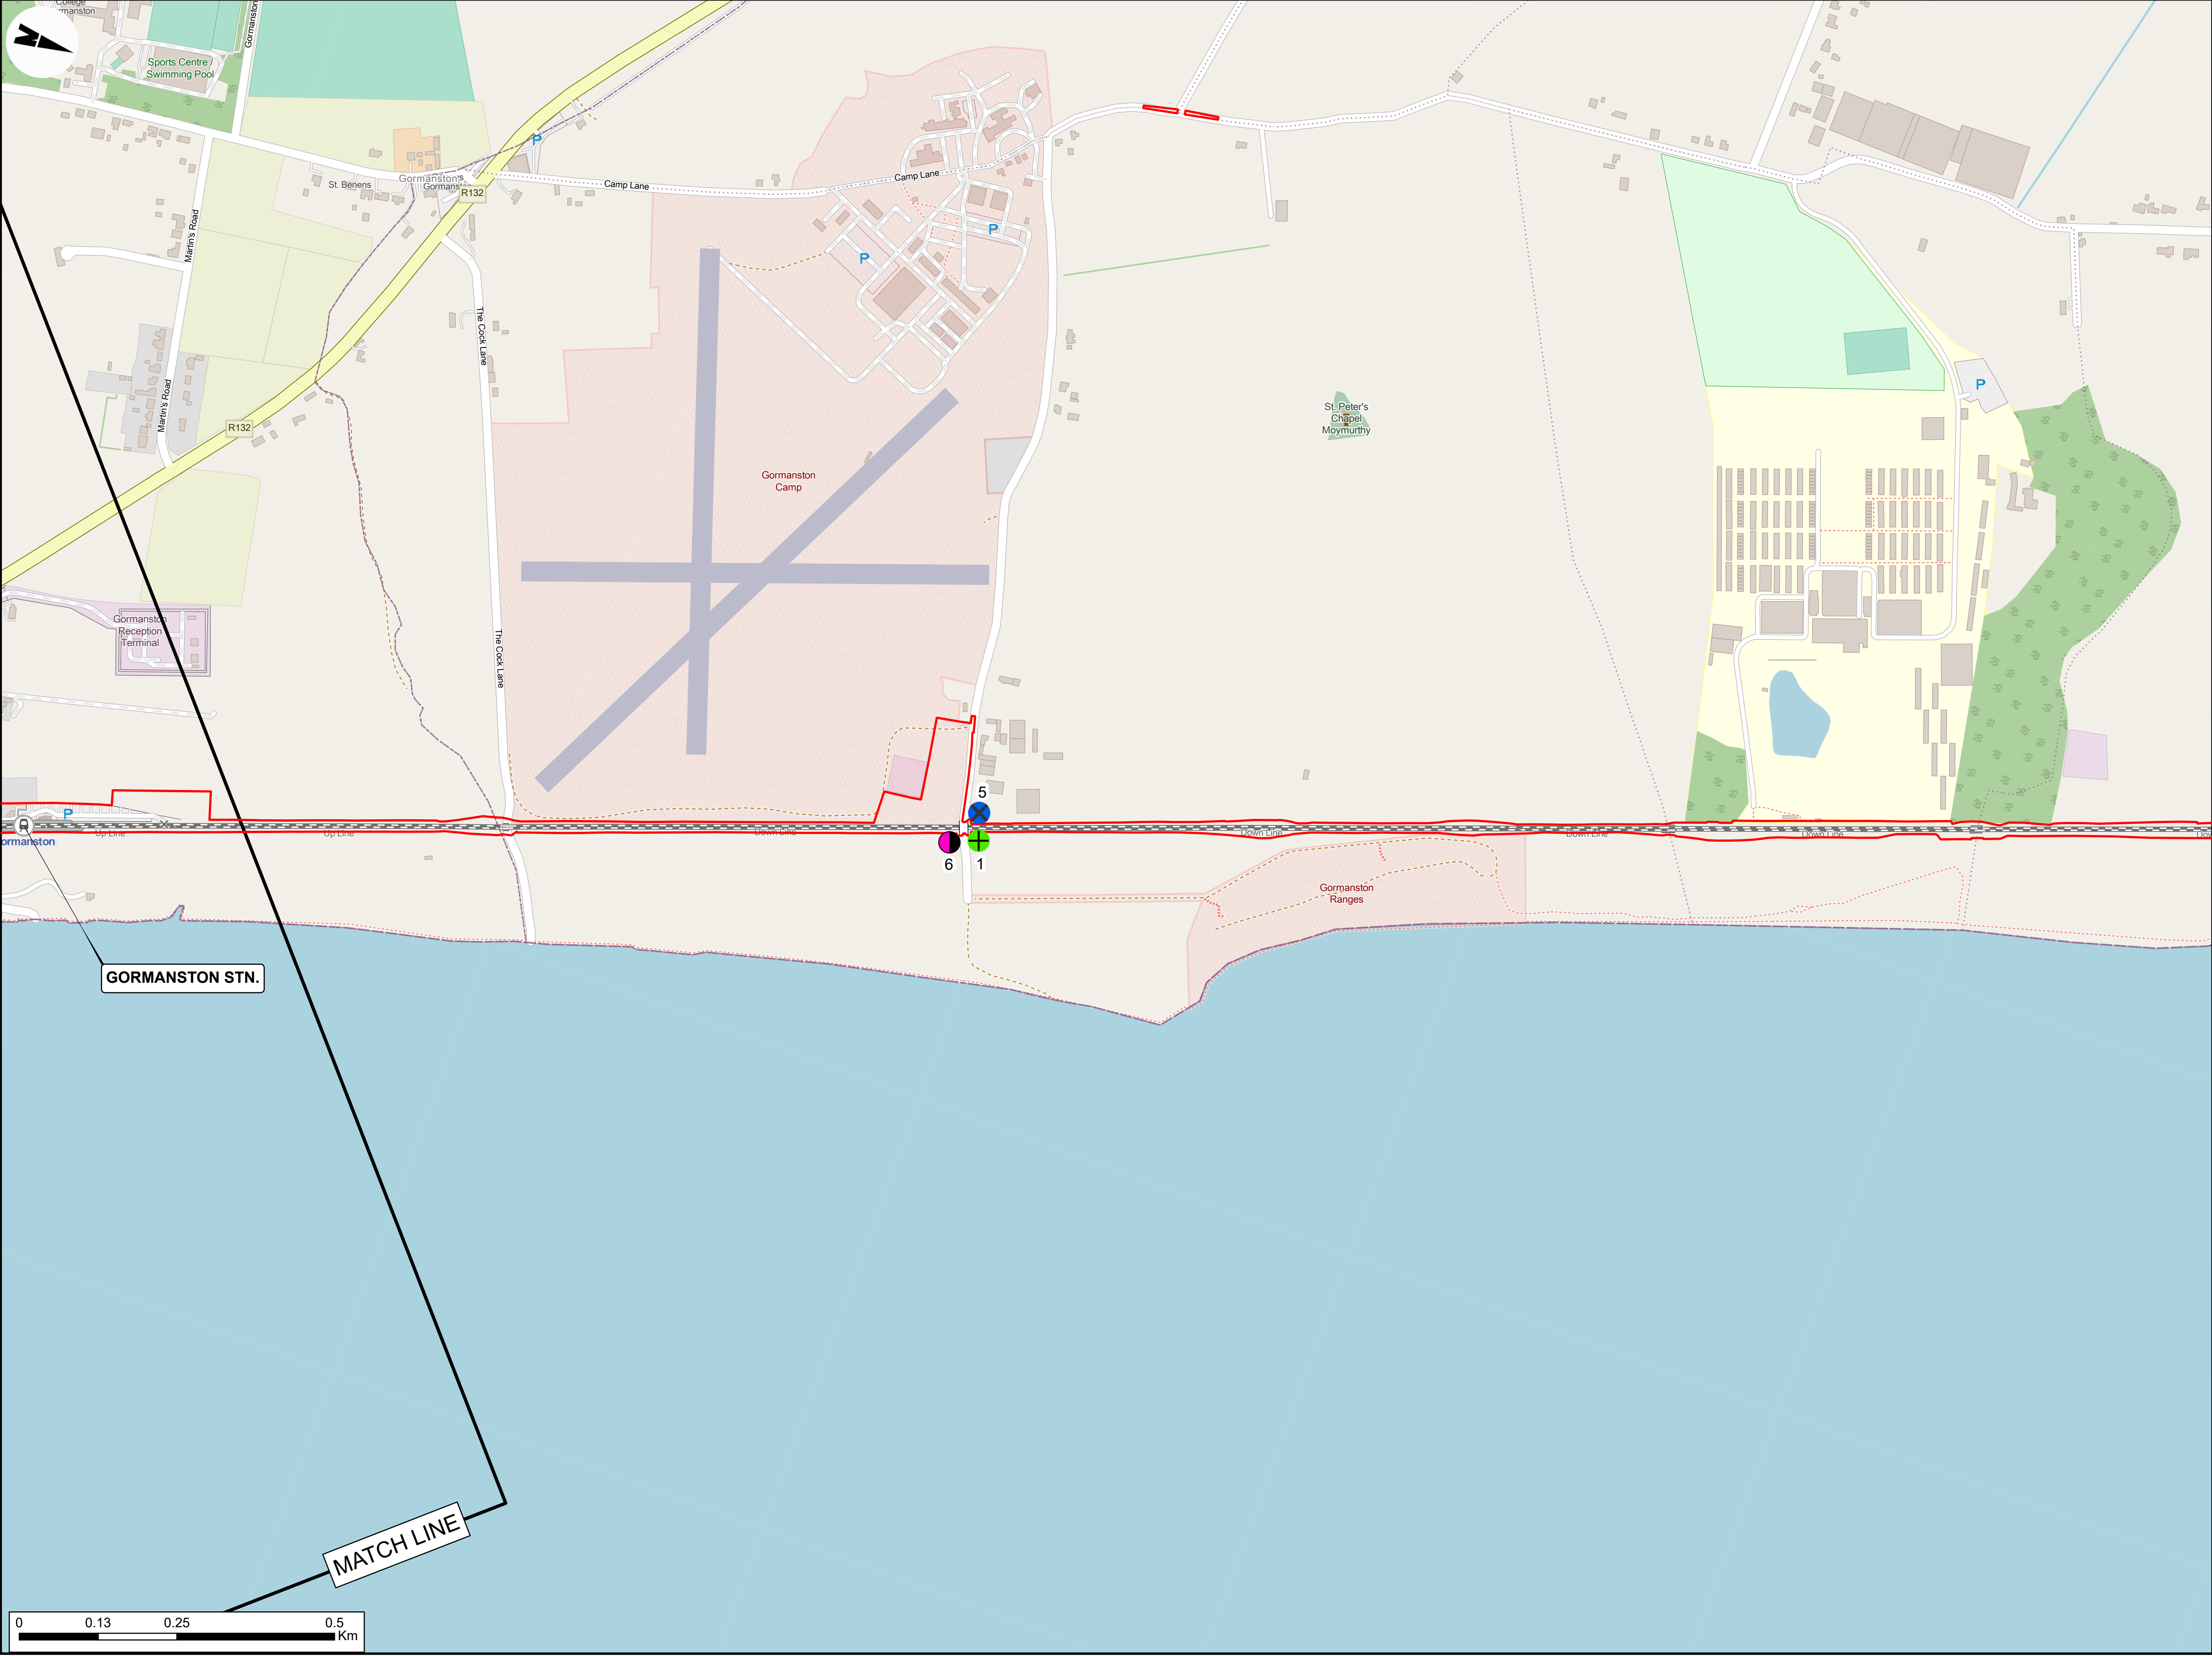 College
Gormanston
Sports Centre /
Swimming Pool
P
Camp Lane
Camp Lane
St. Benens
R132
P
P
Martin's Road
The Cock Lane
Martin's Road
R132
P
St. Peter's
Chapel
Moymurthy
Gormanston
Camp
Gormanston
Reception
Terminal
The Cock Lane
P
5
Up Line
Up Line
Down Line
Down Line
Down Line
Down Line
ormanston
6
1
Gormanston
Ranges
GORMANSTON STN.
MATCH LINE
0
0.13
0.25
0.5
Km